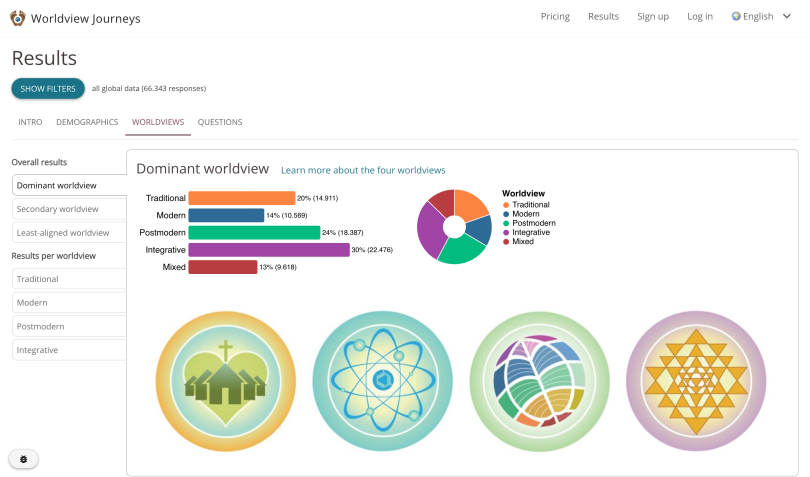 Worldview Journeys
Pricing Results Sign up Log in English
Results
SHOW FILTERS all global data (66.343 responses)
INTRO DEMOGRAPHICS WORLDVIEWS QUESTIONS
Overall results
Dominant worldview
Secondary worldview
Least-aligned worldview
Results per worldview
Traditional
Modern
Postmodern
Integrative
Dominant worldview Learn more about the four worldviews
Traditional 20% (14.911)
Modern 14% (10.569)
Postmodern 24% (18.387)
Integrative 30% (22.476)
Mixed 13% (9.618)
Worldview
Traditional
Modern
Postmodern
Integrative
Mixed